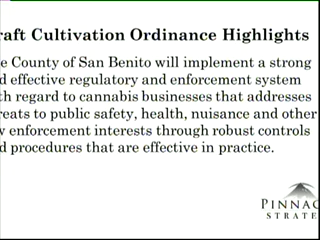 raft Cultivation Ordinance Highlights
e County of San Benito will implement a strong
d effective regulatory and enforcement system
th regard to cannabis businesses that addresses
reats to public safety, health, nuisance and other
w enforcement interests through robust controls
d procedures that are effective in practice.
PINNAC
STRATE